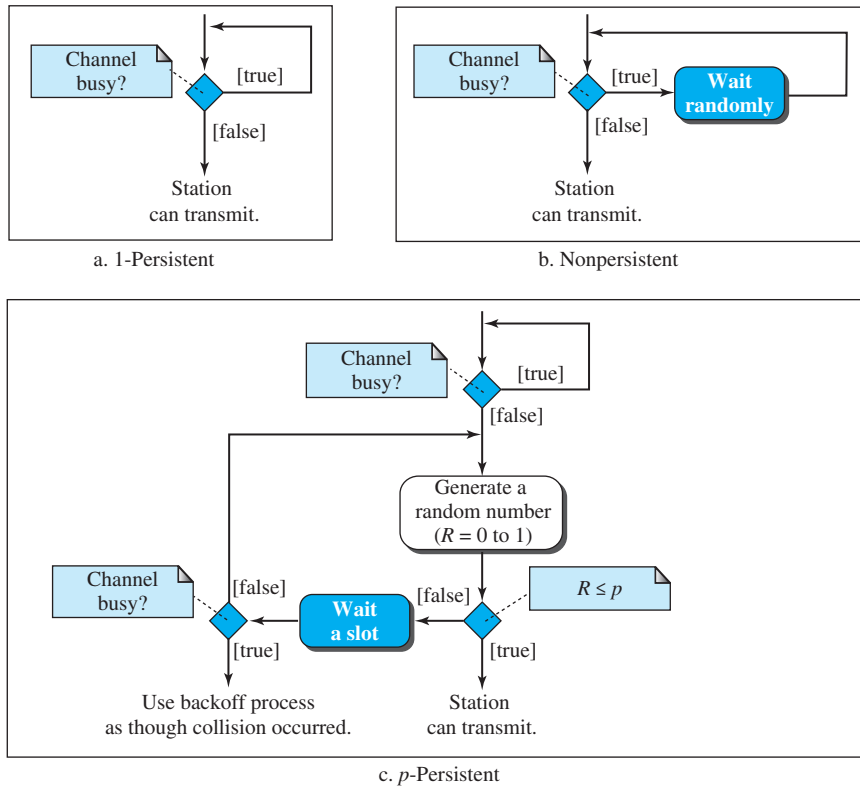 Channel
busy?
[true]
[false]
Station
can transmit.
a. 1-Persistent
Channel
busy?
[true]
Wait
randomly
[false]
Station
can transmit.
b. Nonpersistent
Channel
busy?
[true]
[false]
Generate a
random number
(R = 0 to 1)
Channel
busy?
[false]
Wait
a slot
[false]
R ≤ p
[true]
[true]
Use backoff process
as though collision occurred.
Station
can transmit.
c. p-Persistent